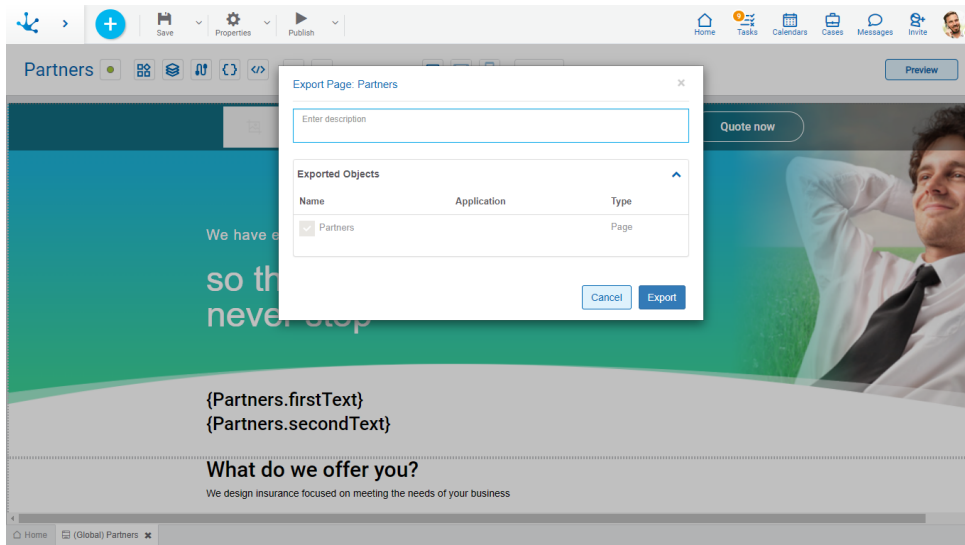 Save
Properties
Publish
Home
9
Tasks
Calendars
Cases
Messages
Invite
Partners
Preview
Export Page: Partners
Enter description
Exported Objects
Name Application Type
Partners Page
Cancel Export
Quote now
We have e
so th
never stop
{Partners.firstText}
{Partners.secondText}
What do we offer you?
We design insurance focused on meeting the needs of your business
Home
(Global) Partners